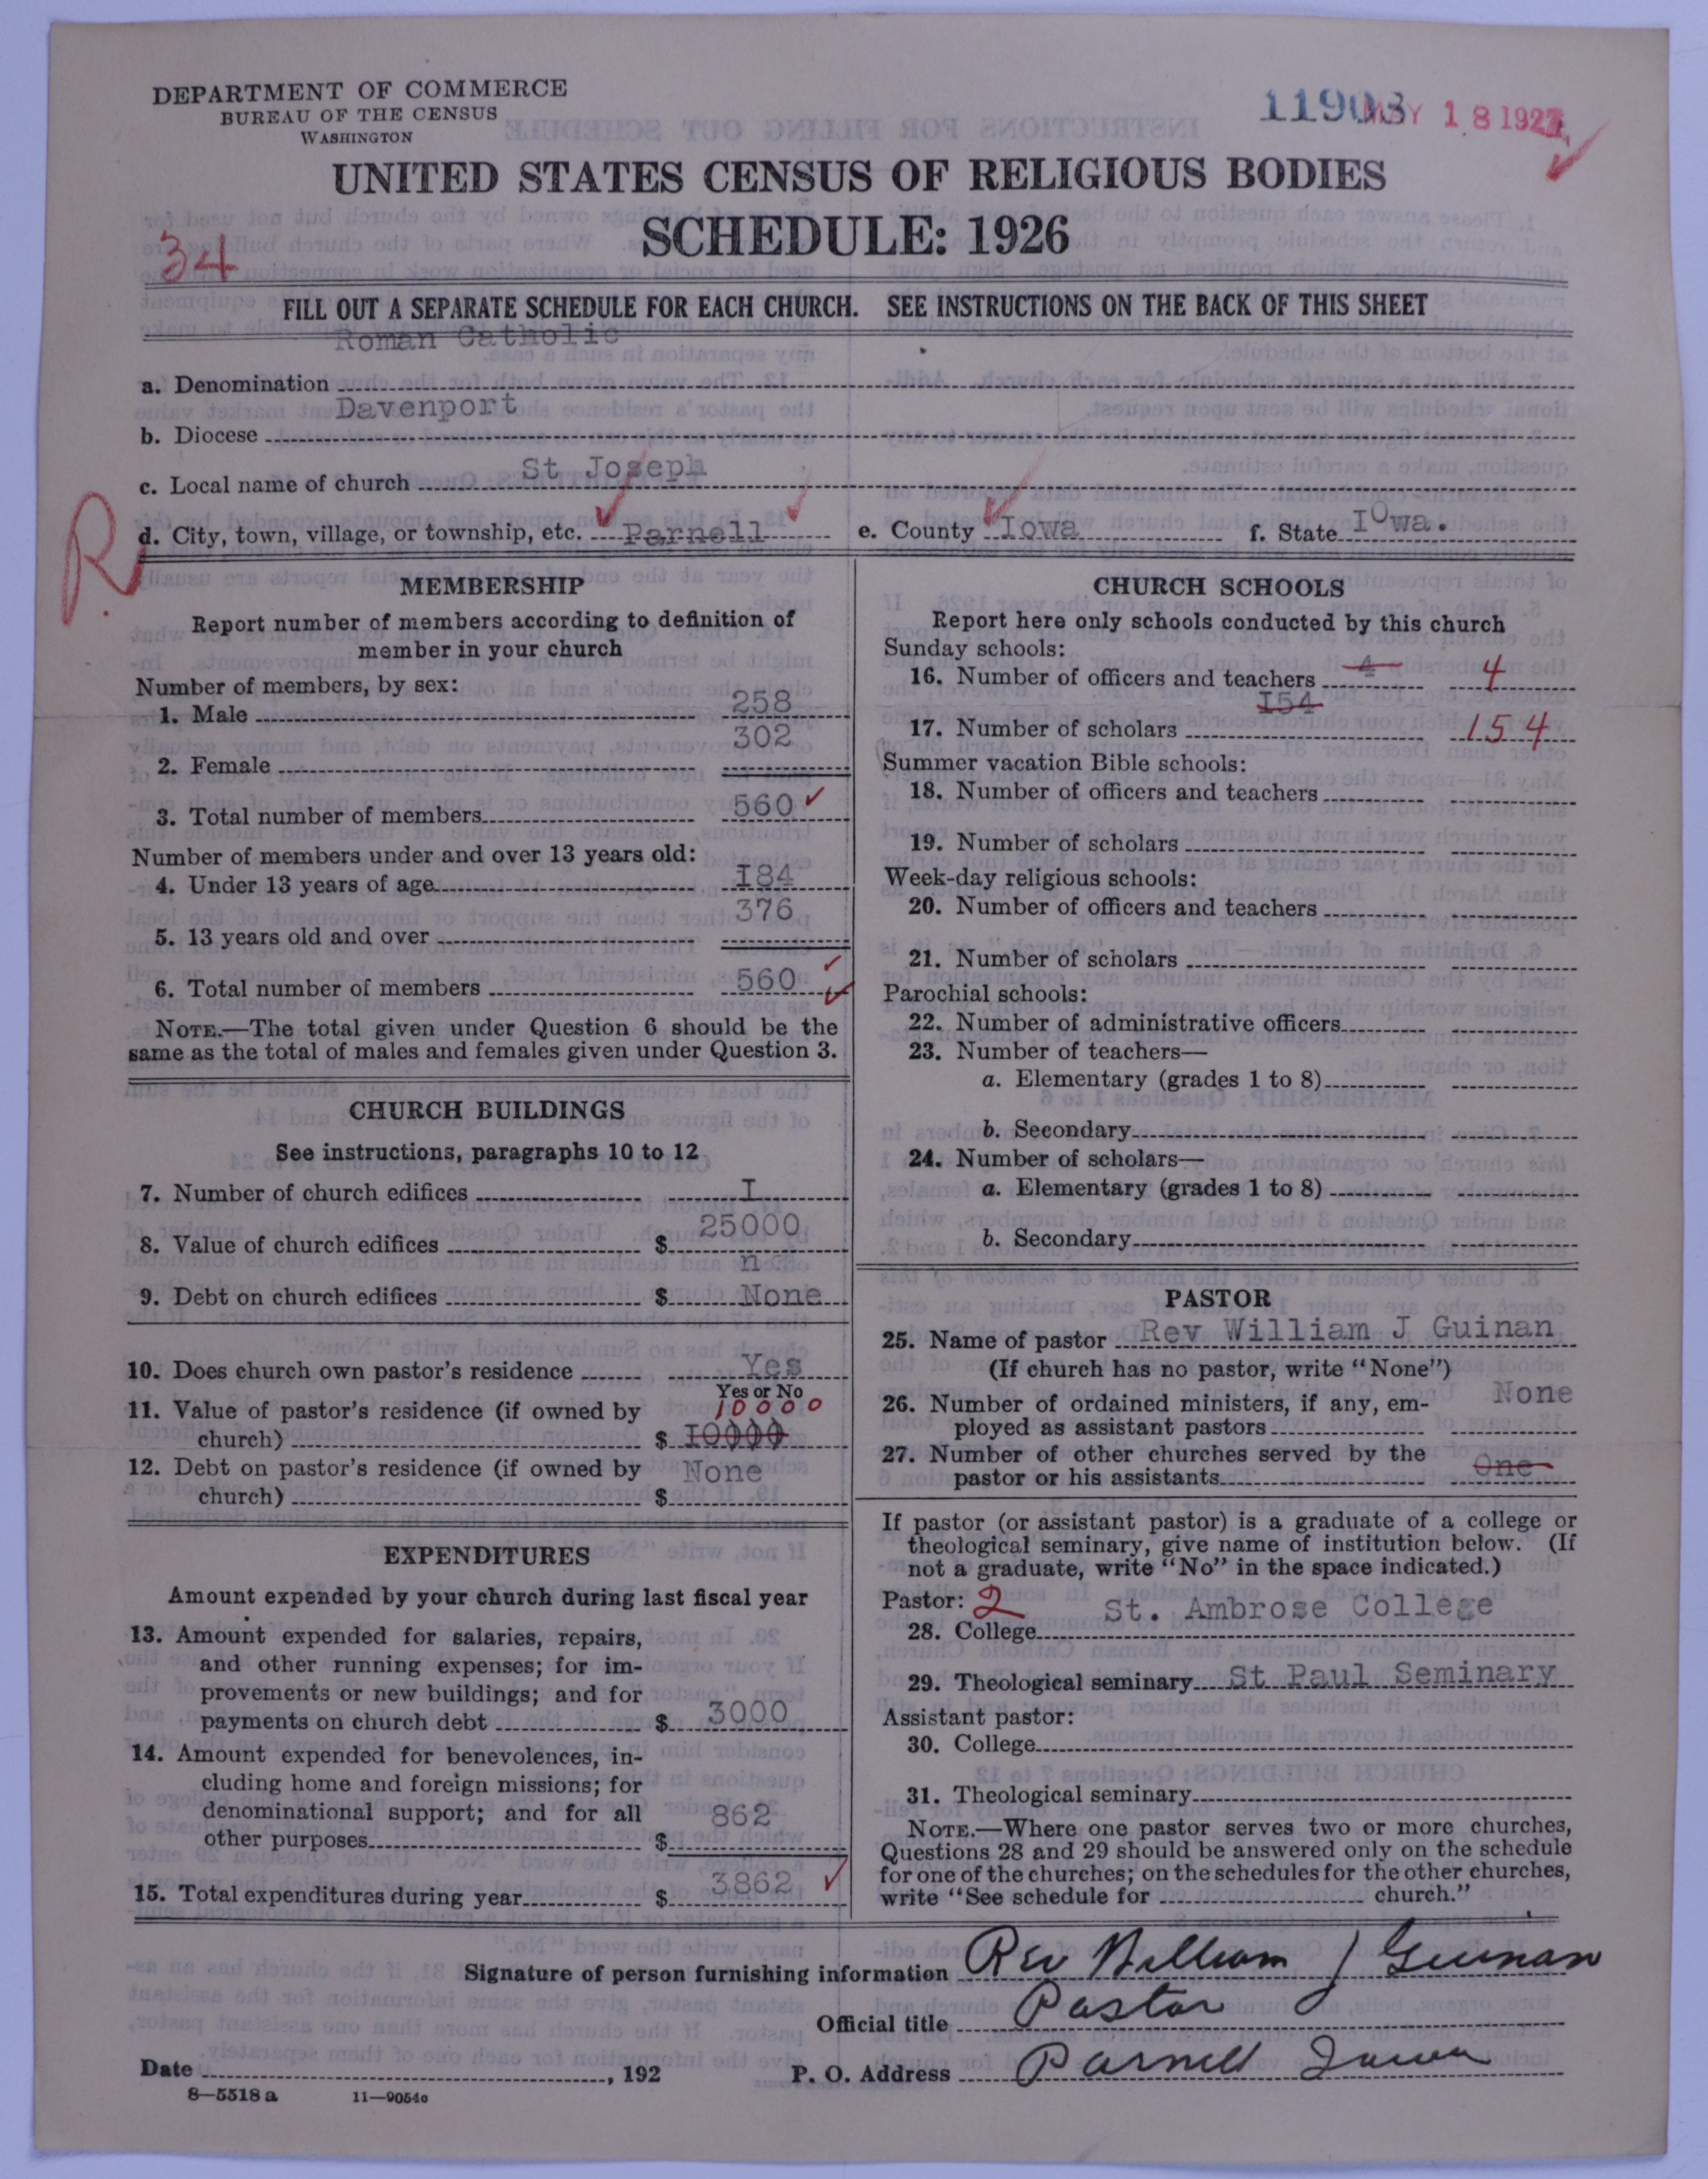 DEPARTMENT OF COMMERCE
BUREAU OF THE CENSUS
WASHINGTON
11903 MAY 18 1927
UNITED STATES CENSUS OF RELIGIOUS BODIES
SCHEDULE: 1926
34
FILL OUT A SEPARATE SCHEDULE FOR EACH CHURCH. SEE INSTRUCTIONS ON THE BACK OF THIS SHEET
Roman Catholic
a. Denomination
Davenport
b. Diocese
c. Local name of church St Joseph
R
d. City, town, village, or township, etc. Parnell e. County Iowa f. State IOwa.
MEMBERSHIP
Report number of members according to definition of
member in your church
Number of members, by sex:
1. Male 258
2. Female 302
3. Total number of members 560
Number of members under and over 13 years old:
4. Under 13 years of age I84
5. 13 years old and over 376
6. Total number of members 560
NOTE.—The total given under Question 6 should be the
same as the total of males and females given under Question 3.
CHURCH BUILDINGS
See instructions, paragraphs 10 to 12
7. Number of church edifices I
8. Value of church edifices $ 25000
9. Debt on church edifices $ None
10. Does church own pastor's residence Yes
Yes or No
11. Value of pastor's residence (if owned by 10000
church) $ I0000
12. Debt on pastor's residence (if owned by None
church) $
EXPENDITURES
Amount expended by your church during last fiscal year
13. Amount expended for salaries, repairs,
and other running expenses; for im-
provements or new buildings; and for
payments on church debt $ 3000
14. Amount expended for benevolences, in-
cluding home and foreign missions; for
denominational support; and for all
other purposes $ 862
15. Total expenditures during year $ 3862
CHURCH SCHOOLS
Report here only schools conducted by this church
Sunday schools:
16. Number of officers and teachers 4 4
17. Number of scholars I54 154
Summer vacation Bible schools:
18. Number of officers and teachers
19. Number of scholars
Week-day religious schools:
20. Number of officers and teachers
21. Number of scholars
Parochial schools:
22. Number of administrative officers
23. Number of teachers—
a. Elementary (grades 1 to 8)
b. Secondary
24. Number of scholars—
a. Elementary (grades 1 to 8)
b. Secondary
PASTOR
25. Name of pastor Rev William J Guinan
(If church has no pastor, write "None")
26. Number of ordained ministers, if any, em- None
ployed as assistant pastors
27. Number of other churches served by the
pastor or his assistants One
If pastor (or assistant pastor) is a graduate of a college or
theological seminary, give name of institution below. (If
not a graduate, write "No" in the space indicated.)
Pastor: 2
28. College St. Ambrose College
29. Theological seminary St Paul Seminary
Assistant pastor:
30. College
31. Theological seminary
NOTE.—Where one pastor serves two or more churches,
Questions 28 and 29 should be answered only on the schedule
for one of the churches; on the schedules for the other churches,
write "See schedule for church."
Signature of person furnishing information Rev William J Guinan
Official title Pastor
Date , 192 P. O. Address Parnell Iowa
8—5518 a 11—9054c